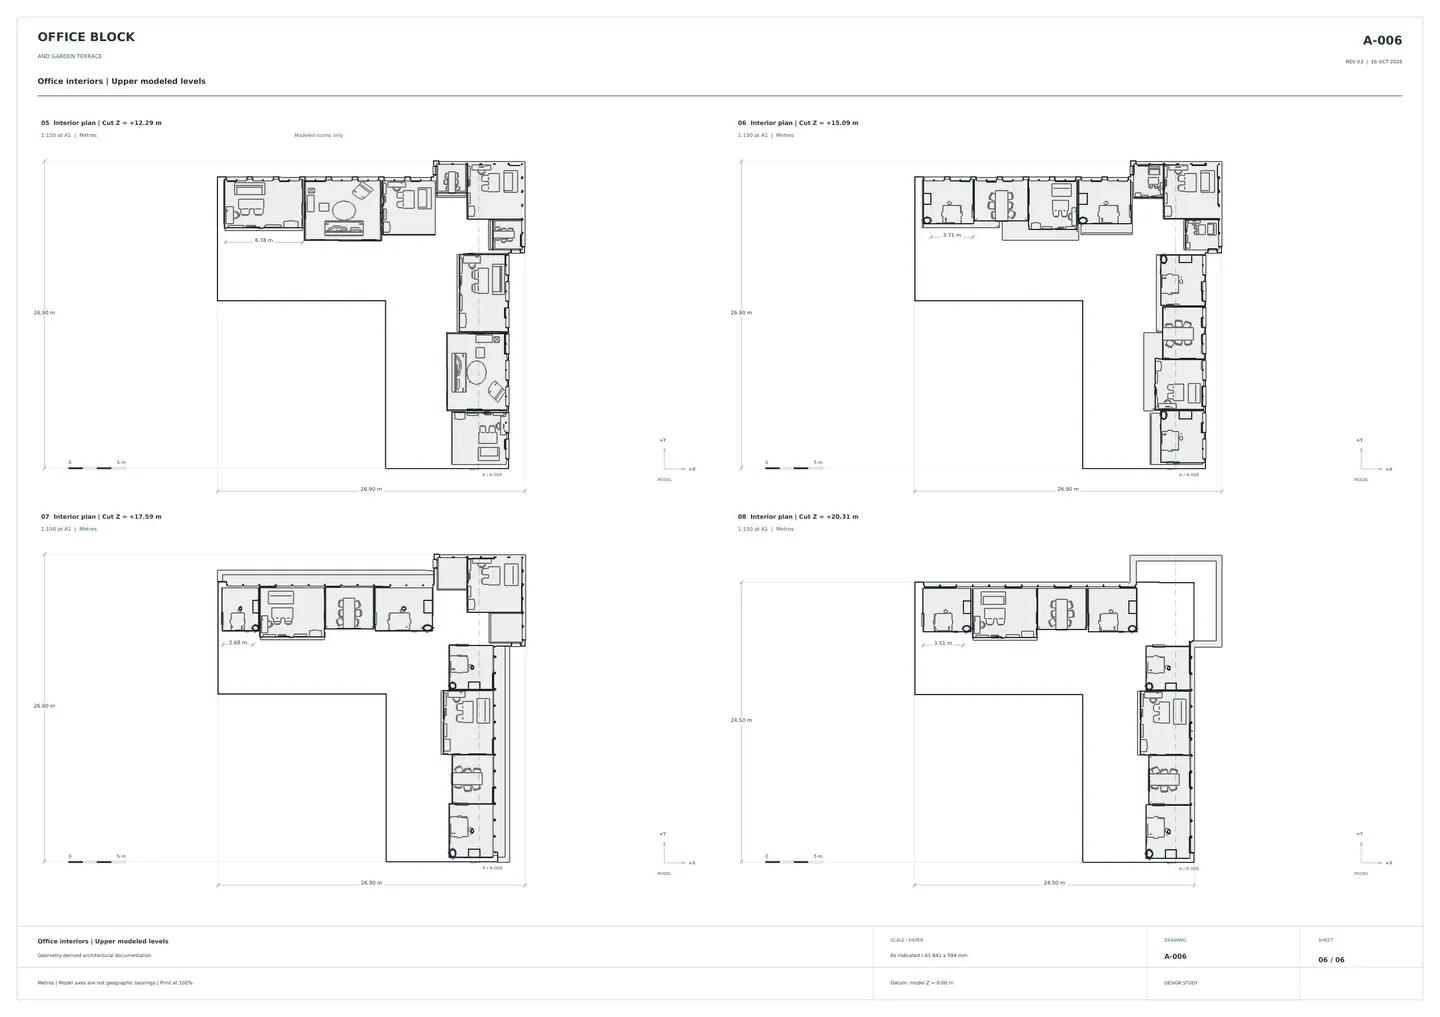 OFFICE BLOCK
A-006
AND GARDEN TERRACE
REV 03 | 16 OCT 2026
Office interiors | Upper modeled levels
05 Interior plan | Cut Z = +12.29 m
1:150 at A1 | Metres
Modeled rooms only
6.78 m
26.90 m
0 5 m
+Y
+X
MODEL
A / A-004
26.90 m
06 Interior plan | Cut Z = +15.09 m
1:150 at A1 | Metres
3.71 m
26.90 m
0 5 m
+Y
+X
MODEL
A / A-004
26.90 m
07 Interior plan | Cut Z = +17.59 m
1:150 at A1 | Metres
2.68 m
26.90 m
0 5 m
+Y
+X
MODEL
A / A-004
26.90 m
08 Interior plan | Cut Z = +20.31 m
1:150 at A1 | Metres
3.51 m
24.50 m
0 5 m
+Y
+X
MODEL
A / A-004
24.50 m
Office interiors | Upper modeled levels
Geometry-derived architectural documentation
Metres | Model axes are not geographic bearings | Print at 100%
SCALE / PAPER
As indicated / A1 841 x 594 mm
Datum: model Z = 0.00 m
DRAWING
A-006
DESIGN STUDY
SHEET
06 / 06